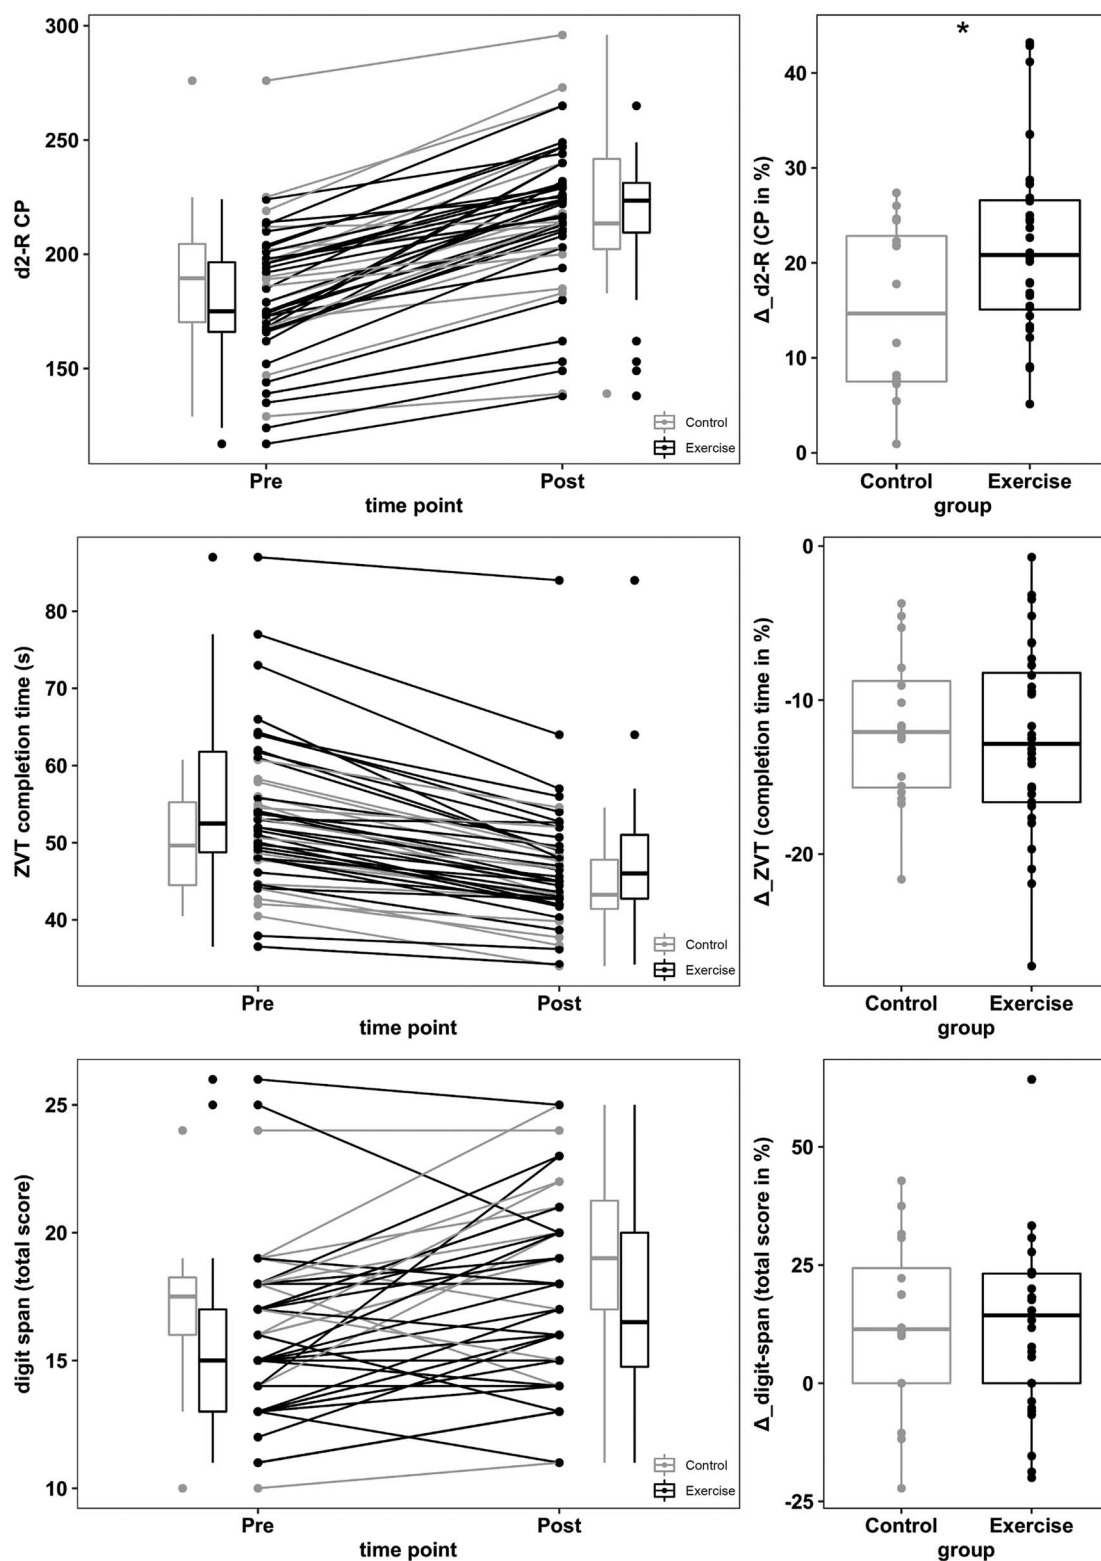 300
250
200
150
d2-R CP
Pre
Post
time point
Control
Exercise
*
40
30
20
10
0
Δ_d2-R (CP in %)
Control
Exercise
group
80
70
60
50
40
ZVT completion time (s)
Pre
Post
time point
Control
Exercise
0
-10
-20
Δ_ZVT (completion time in %)
Control
Exercise
group
25
20
15
10
digit span (total score)
Pre
Post
time point
Control
Exercise
50
25
0
-25
Δ_digit-span (total score in %)
Control
Exercise
group